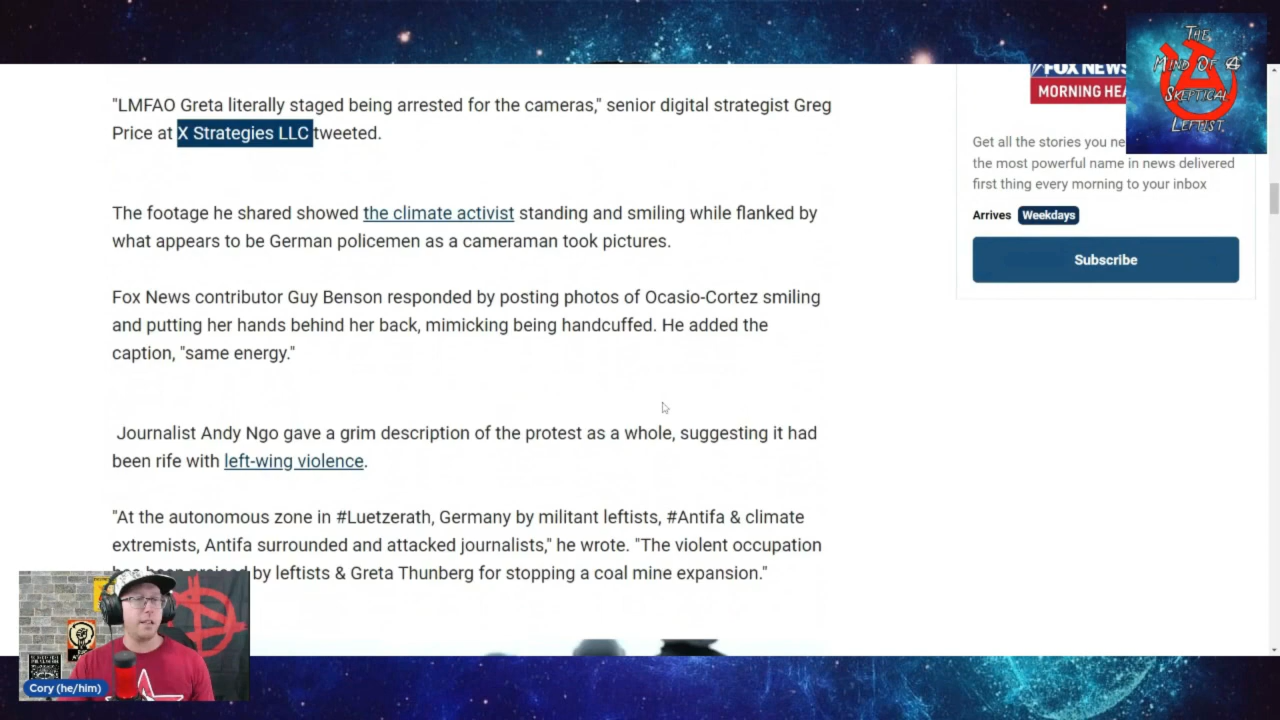 THE
MIND OF A
SKEPTICAL
LEFTIST
FOX NEWS
MORNING HEA
Get all the stories you ne
the most powerful name in news delivered
first thing every morning to your inbox
Arrives Weekdays
Subscribe
"LMFAO Greta literally staged being arrested for the cameras," senior digital strategist Greg
Price at X Strategies LLC tweeted.
The footage he shared showed the climate activist standing and smiling while flanked by
what appears to be German policemen as a cameraman took pictures.
Fox News contributor Guy Benson responded by posting photos of Ocasio-Cortez smiling
and putting her hands behind her back, mimicking being handcuffed. He added the
caption, "same energy."
Journalist Andy Ngo gave a grim description of the protest as a whole, suggesting it had
been rife with left-wing violence.
"At the autonomous zone in #Luetzerath, Germany by militant leftists, #Antifa & climate
extremists, Antifa surrounded and attacked journalists," he wrote. "The violent occupation
by leftists & Greta Thunberg for stopping a coal mine expansion."
Cory (he/him)